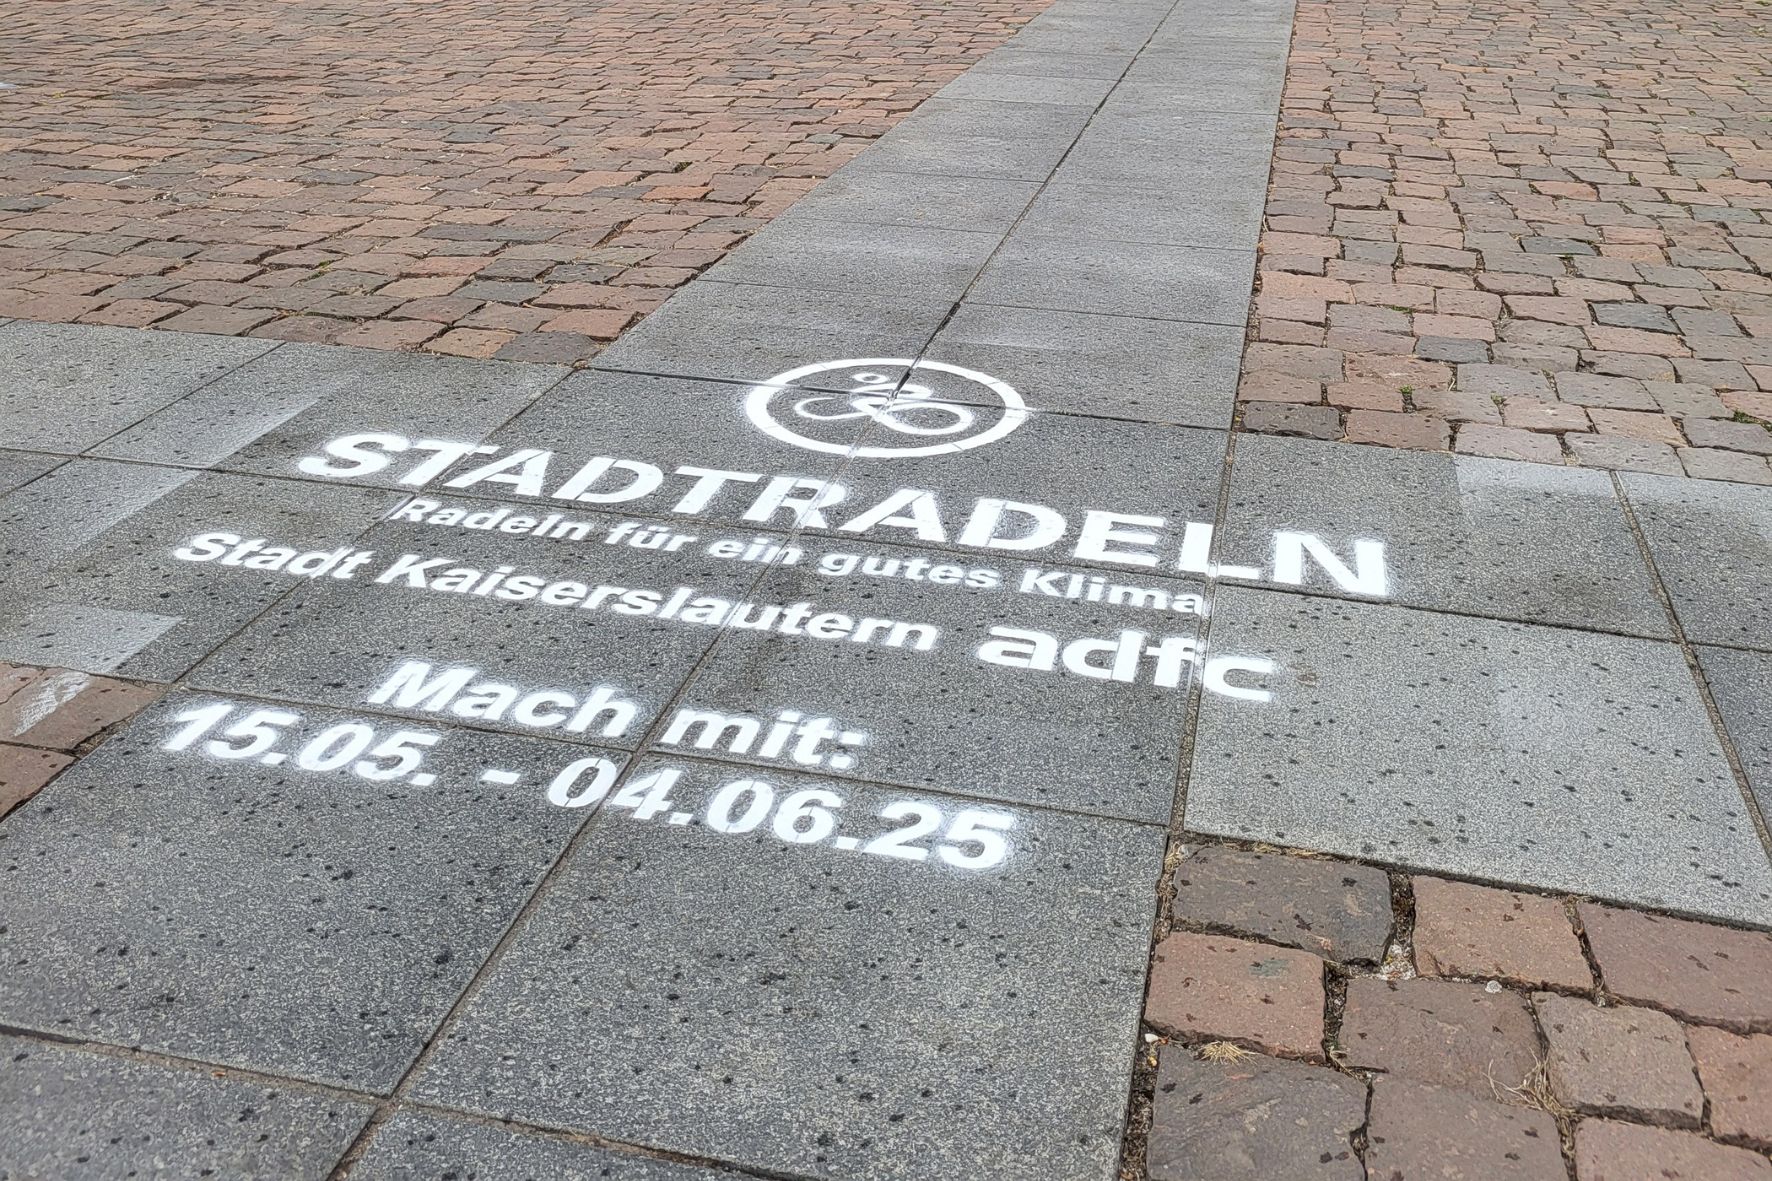 STADTRADELN
Radeln für ein gutes Klima
Stadt Kaiserslautern adfc
Mach mit:
15.05. - 04.06.25